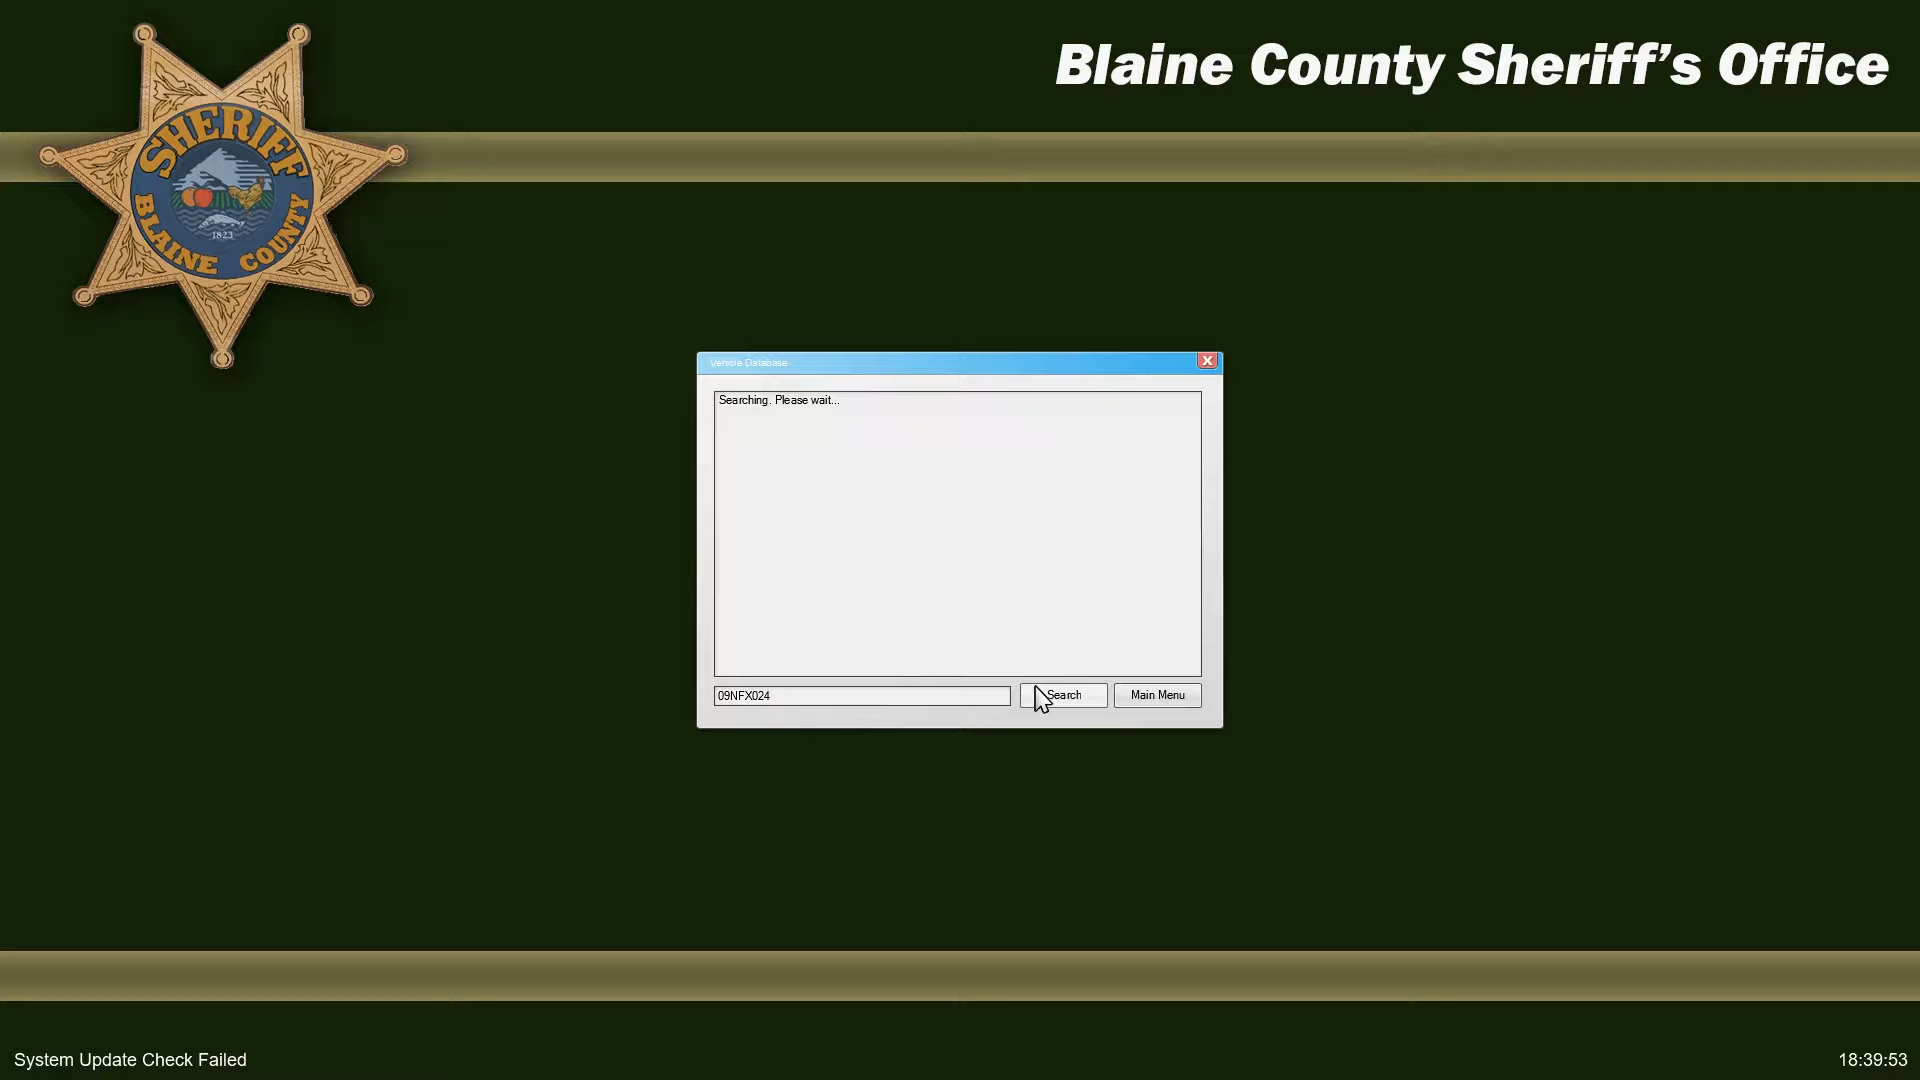 Blaine County Sheriff's Office
SHERIFF
1823
BLAINE COUNTY
Vehicle Database
X
Searching. Please wait...
09NFX024
Search
Main Menu
System Update Check Failed
18:39:53